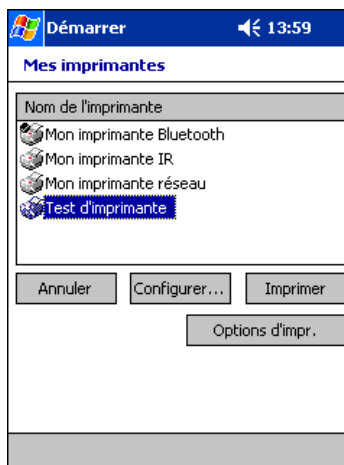 Démarrer 13:59
Mes imprimantes
Nom de l'imprimante
Mon imprimante Bluetooth
Mon imprimante IR
Mon imprimante réseau
Test d'imprimante
Annuler Configurer... Imprimer
Options d'impr.